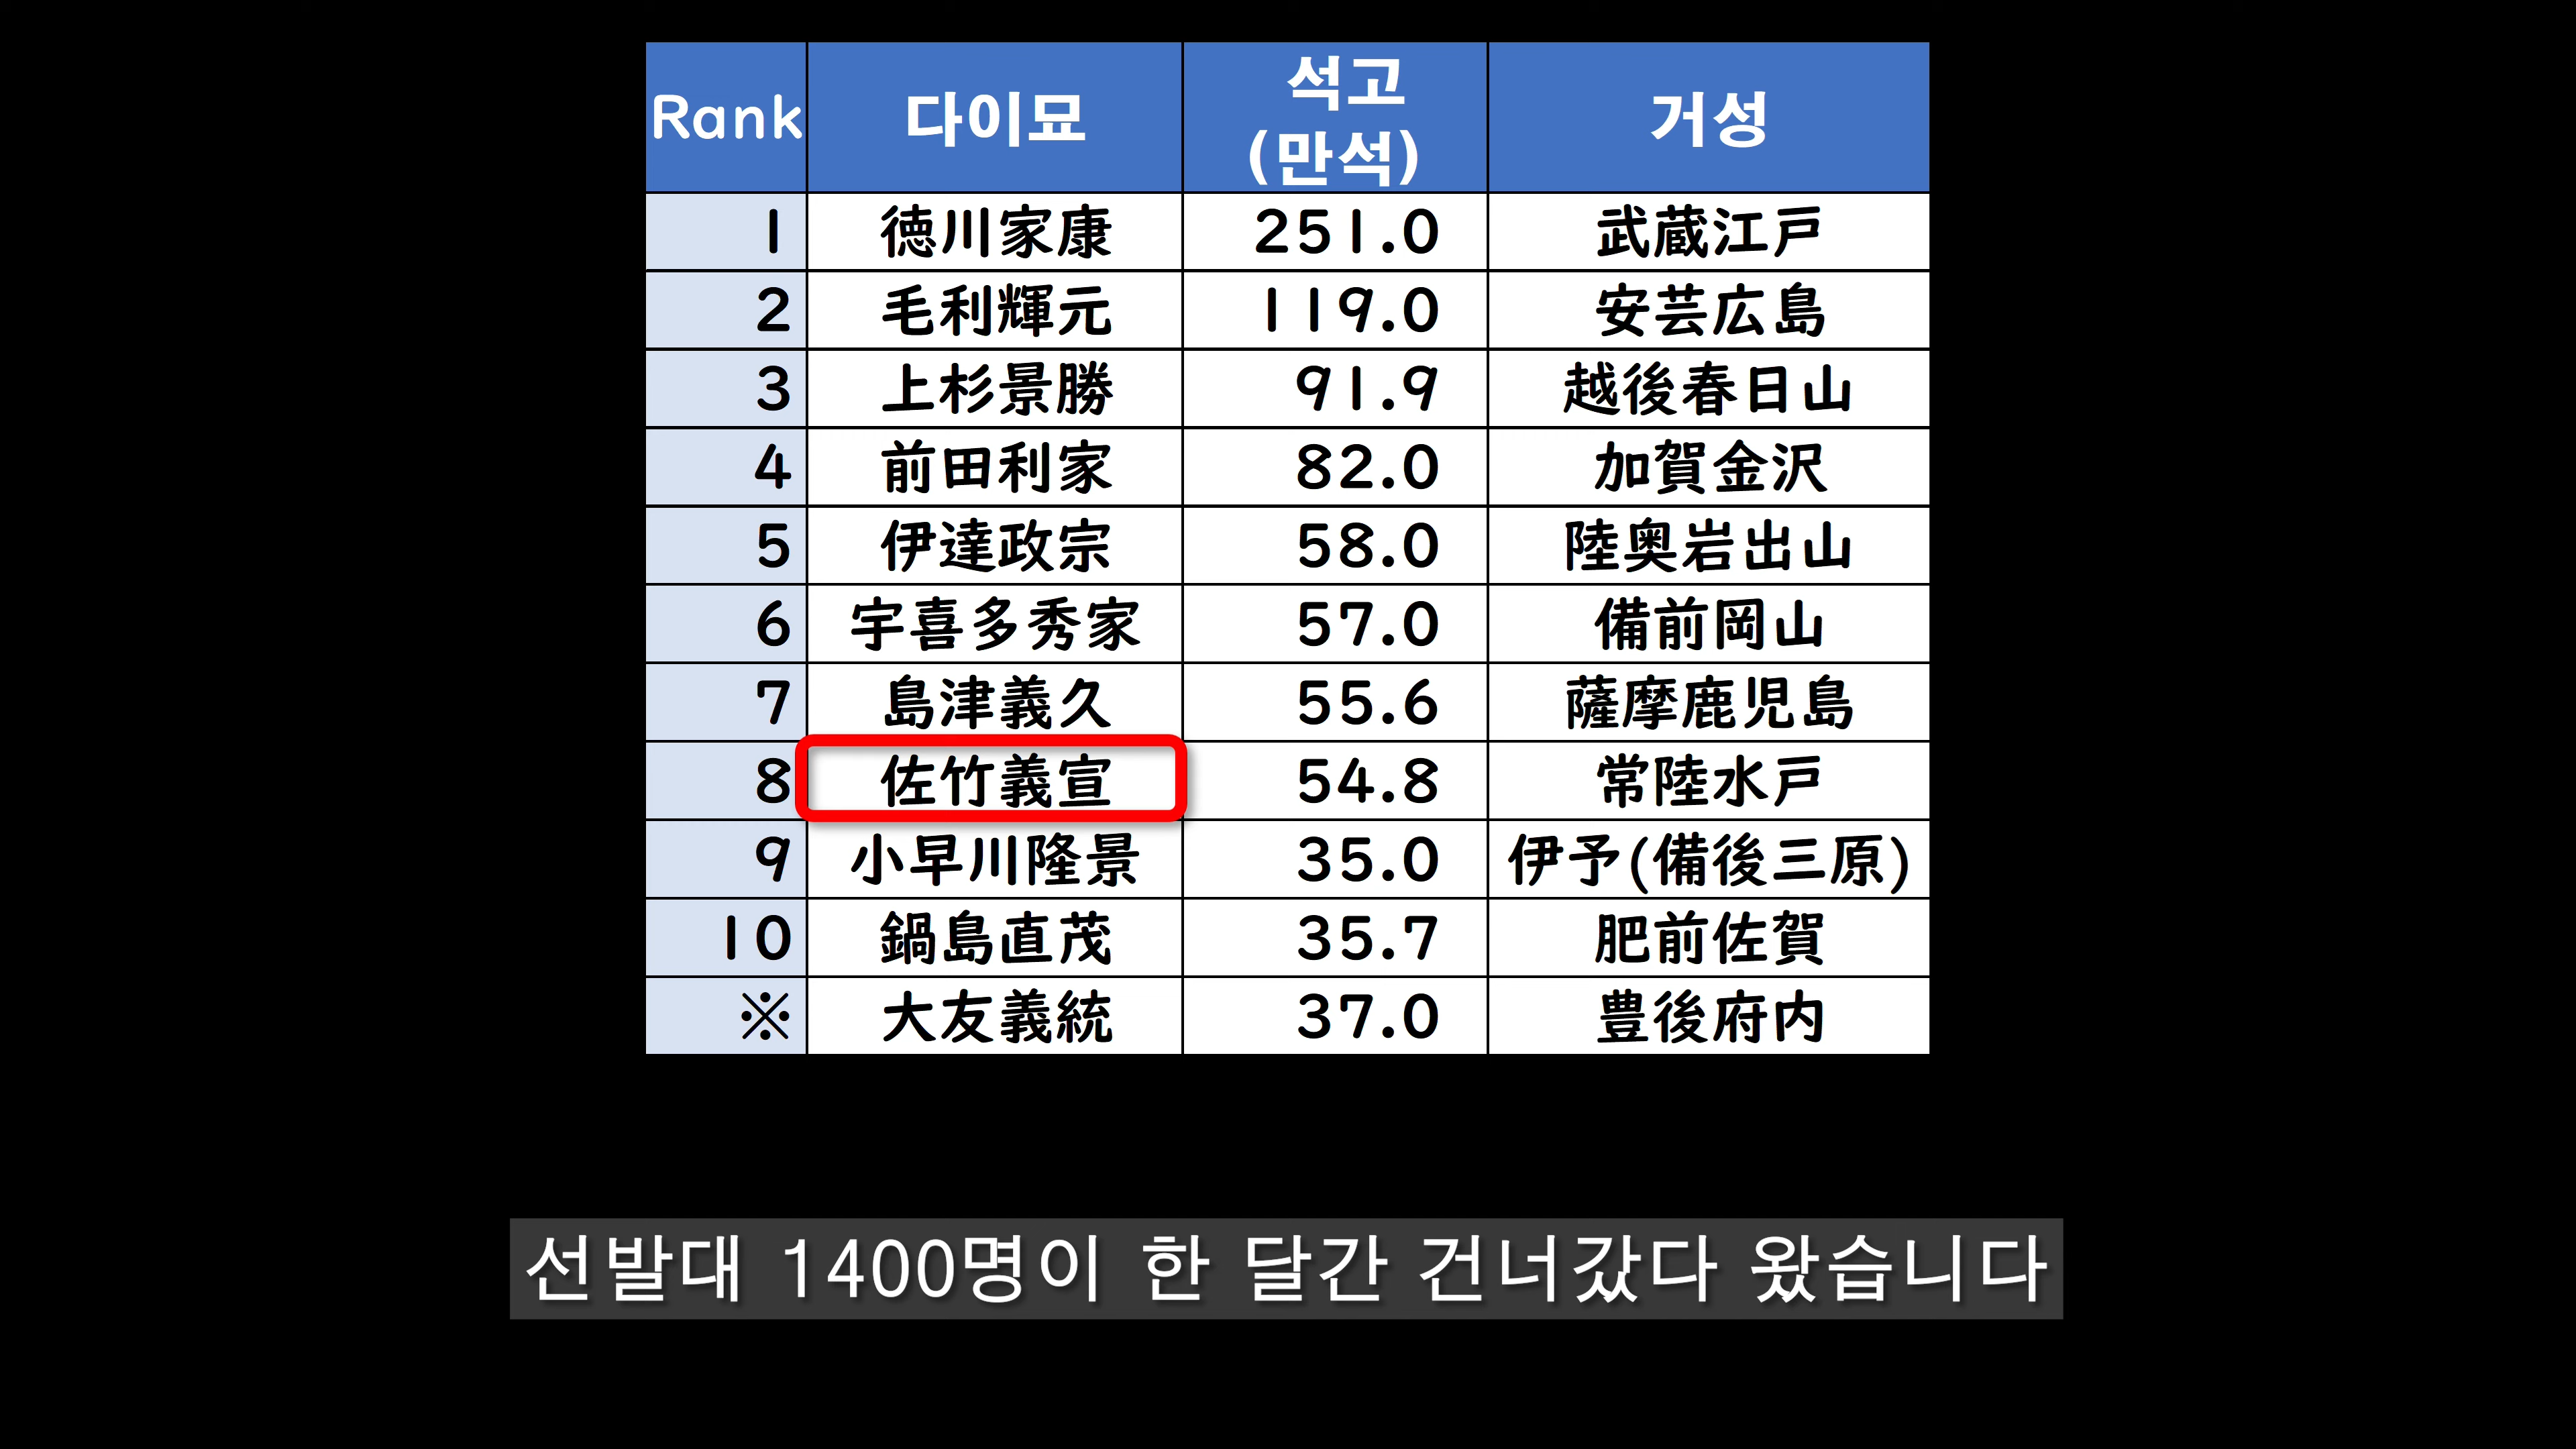 Rank 다이묘 석고 (만석) 거성
1 徳川家康 251.0 武蔵江戸
2 毛利輝元 119.0 安芸広島
3 上杉景勝 91.9 越後春日山
4 前田利家 82.0 加賀金沢
5 伊達政宗 58.0 陸奥岩出山
6 宇喜多秀家 57.0 備前岡山
7 島津義久 55.6 薩摩鹿児島
8 佐竹義宣 54.8 常陸水戸
9 小早川隆景 35.0 伊予(備後三原)
10 鍋島直茂 35.7 肥前佐賀
※ 大友義統 37.0 豊後府内
선발대 1400명이 한 달간 건너갔다 왔습니다